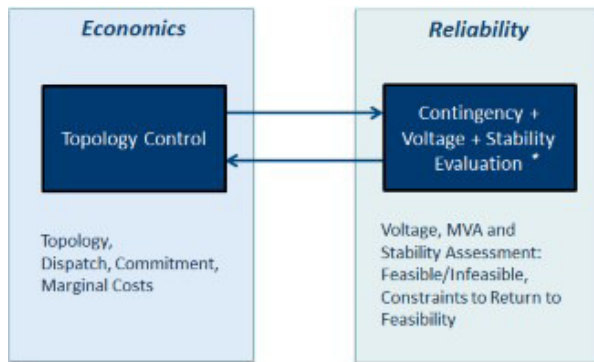 Economics
Topology Control
Topology,
Dispatch, Commitment,
Marginal Costs
Reliability
Contingency +
Voltage + Stability
Evaluation *
Voltage, MVA and
Stability Assessment:
Feasible/Infeasible,
Constraints to Return to
Feasibility